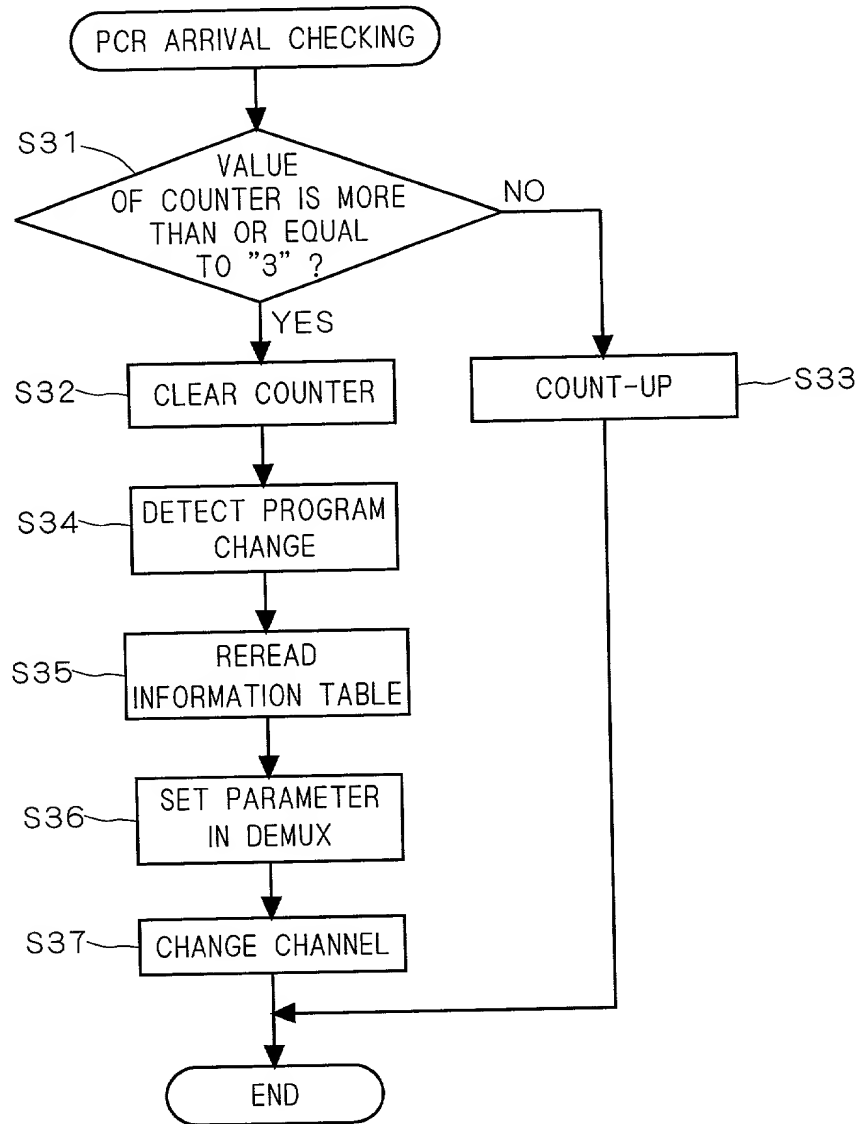 PCR ARRIVAL CHECKING
S31
VALUE
OF COUNTER IS MORE
THAN OR EQUAL
TO "3" ?
NO
YES
S32
CLEAR COUNTER
COUNT-UP
S33
S34
DETECT PROGRAM
CHANGE
S35
REREAD
INFORMATION TABLE
S36
SET PARAMETER
IN DEMUX
S37
CHANGE CHANNEL
END